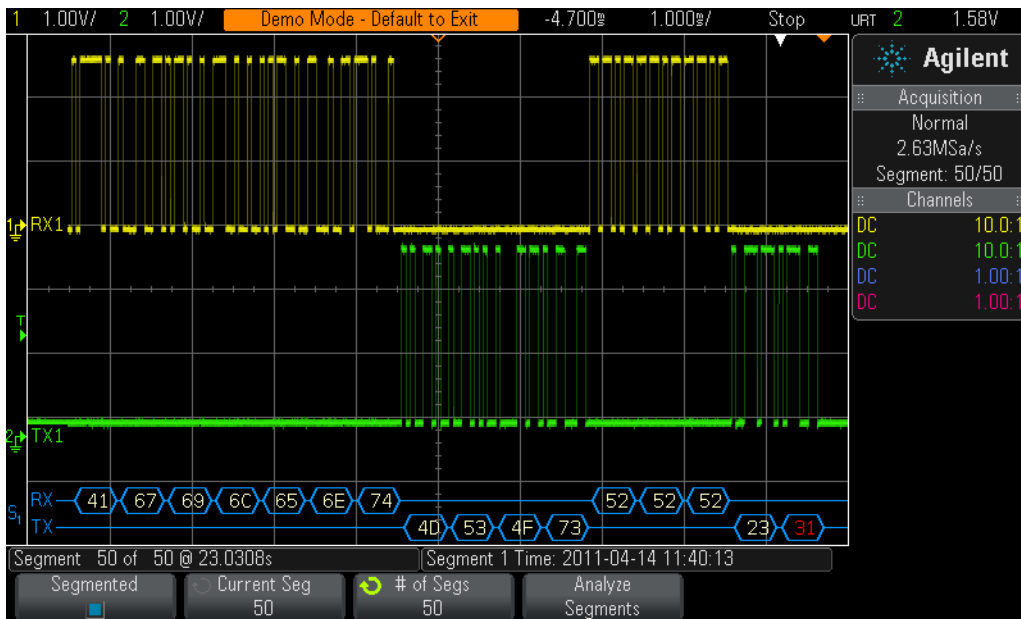 1 1.00V/ 2 1.00V/ Demo Mode - Default to Exit -4.700s 1.000s/ Stop URT 2 1.58V
Agilent
Acquisition
Normal
2.63MSa/s
Segment: 50/50
Channels
DC 10.0:1
DC 10.0:1
DC 1.00:1
DC 1.00:1
1 RX1
T
2 TX1
S1
RX 41 67 69 6C 65 6E 74 52 52 52
TX 4D 53 4F 73 23 31
Segment 50 of 50 @ 23.0308s Segment 1 Time: 2011-04-14 11:40:13
Segmented
Current Seg
50
# of Segs
50
Analyze
Segments